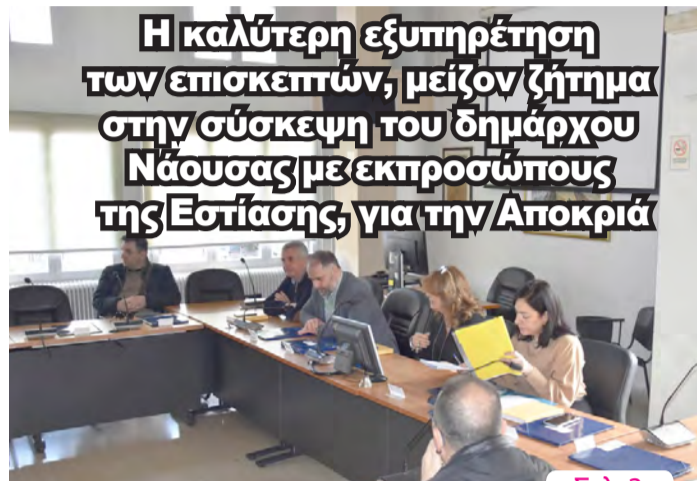 Η καλύτερη εξυπηρέτηση
των επισκεπτών, μείζον ζήτημα
στην σύσκεψη του δημάρχου
Νάουσας με εκπροσώπους
της Εστίασης, για την Αποκριά